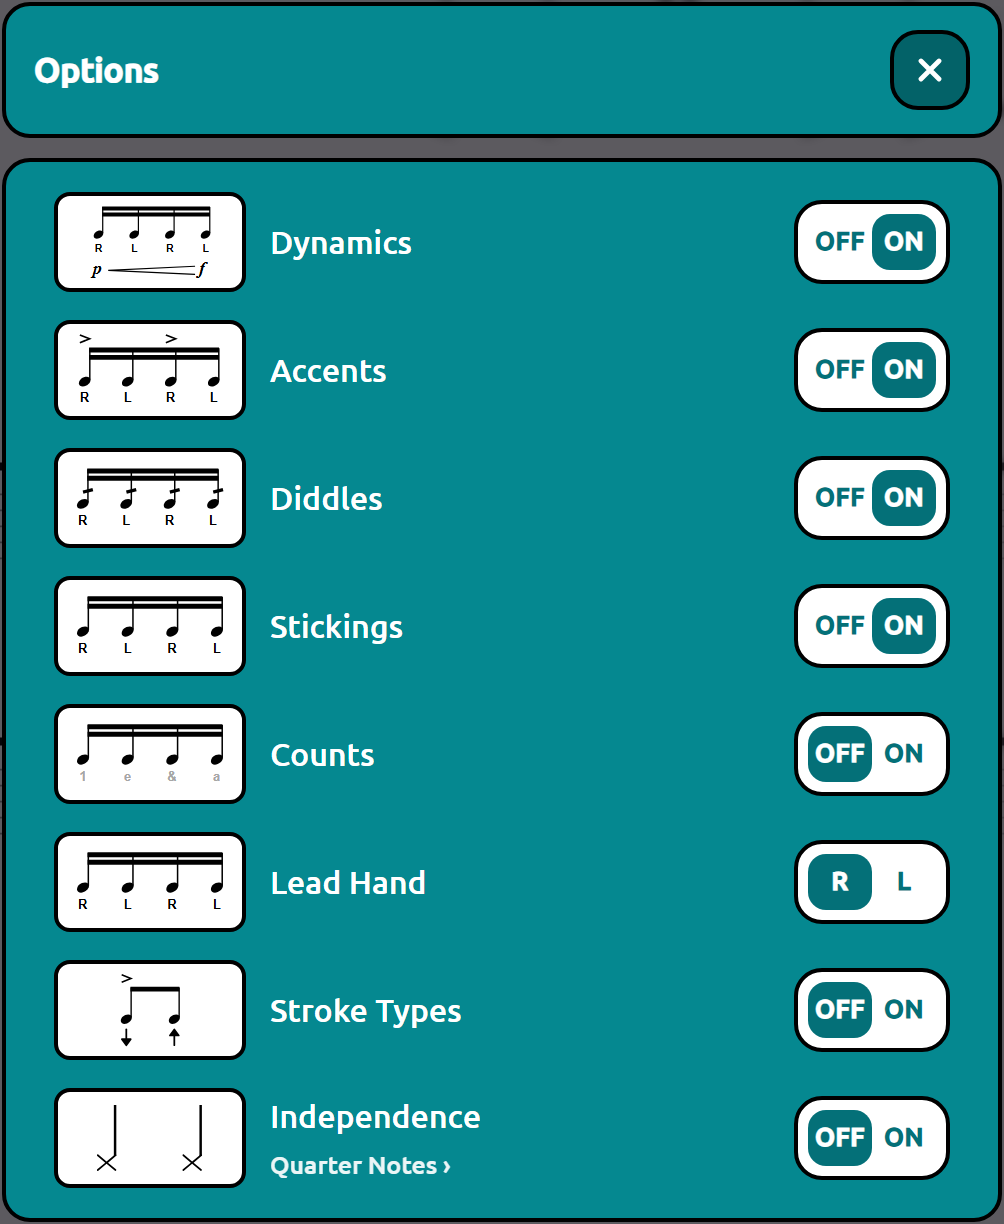 Options
R L R L
p f
Dynamics
OFF ON
> >
R L R L
Accents
OFF ON
R L R L
Diddles
OFF ON
R L R L
Stickings
OFF ON
1 e & a
Counts
OFF ON
R L R L
Lead Hand
R L
>
Stroke Types
OFF ON
Independence
Quarter Notes ›
OFF ON